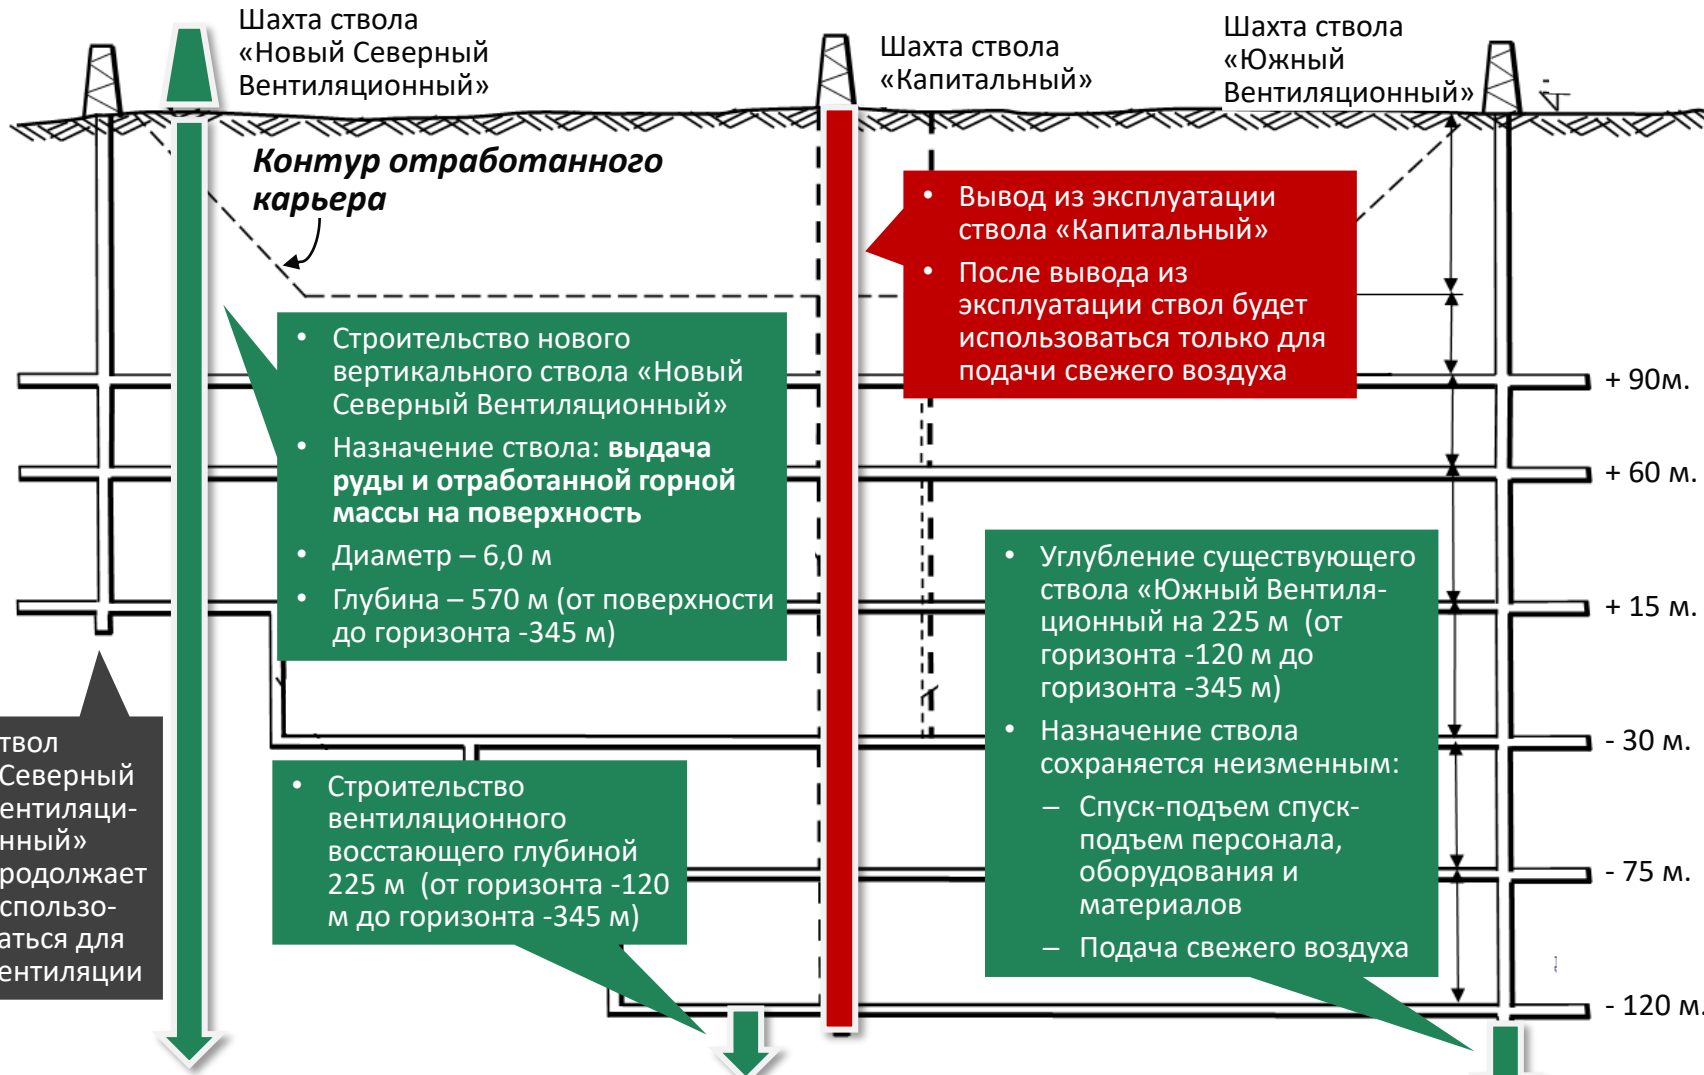 Шахта ствола
«Новый Северный
Вентиляционный»
Шахта ствола
«Капитальный»
Шахта ствола
«Южный
Вентиляционный»
Контур отработанного
карьера
• Вывод из эксплуатации
ствола «Капитальный»
• После вывода из
эксплуатации ствол будет
использоваться только для
подачи свежего воздуха
• Строительство нового
вертикального ствола «Новый
Северный Вентиляционный»
• Назначение ствола: выдача
руды и отработанной горной
массы на поверхность
• Диаметр – 6,0 м
• Глубина – 570 м (от поверхности
до горизонта -345 м)
+ 90м.
+ 60 м.
+ 15 м.
- 30 м.
- 75 м.
- 120 м.
• Углубление существующего
ствола «Южный Вентиля-
ционный на 225 м (от
горизонта -120 м до
горизонта -345 м)
• Назначение ствола
сохраняется неизменным:
– Спуск-подъем спуск-
подъем персонала,
оборудования и
материалов
– Подача свежего воздуха
• Строительство
вентиляционного
восстающего глубиной
225 м (от горизонта -120
м до горизонта -345 м)
твол
Северный
ентиляци-
нный»
родолжает
спользо-
аться для
ентиляции